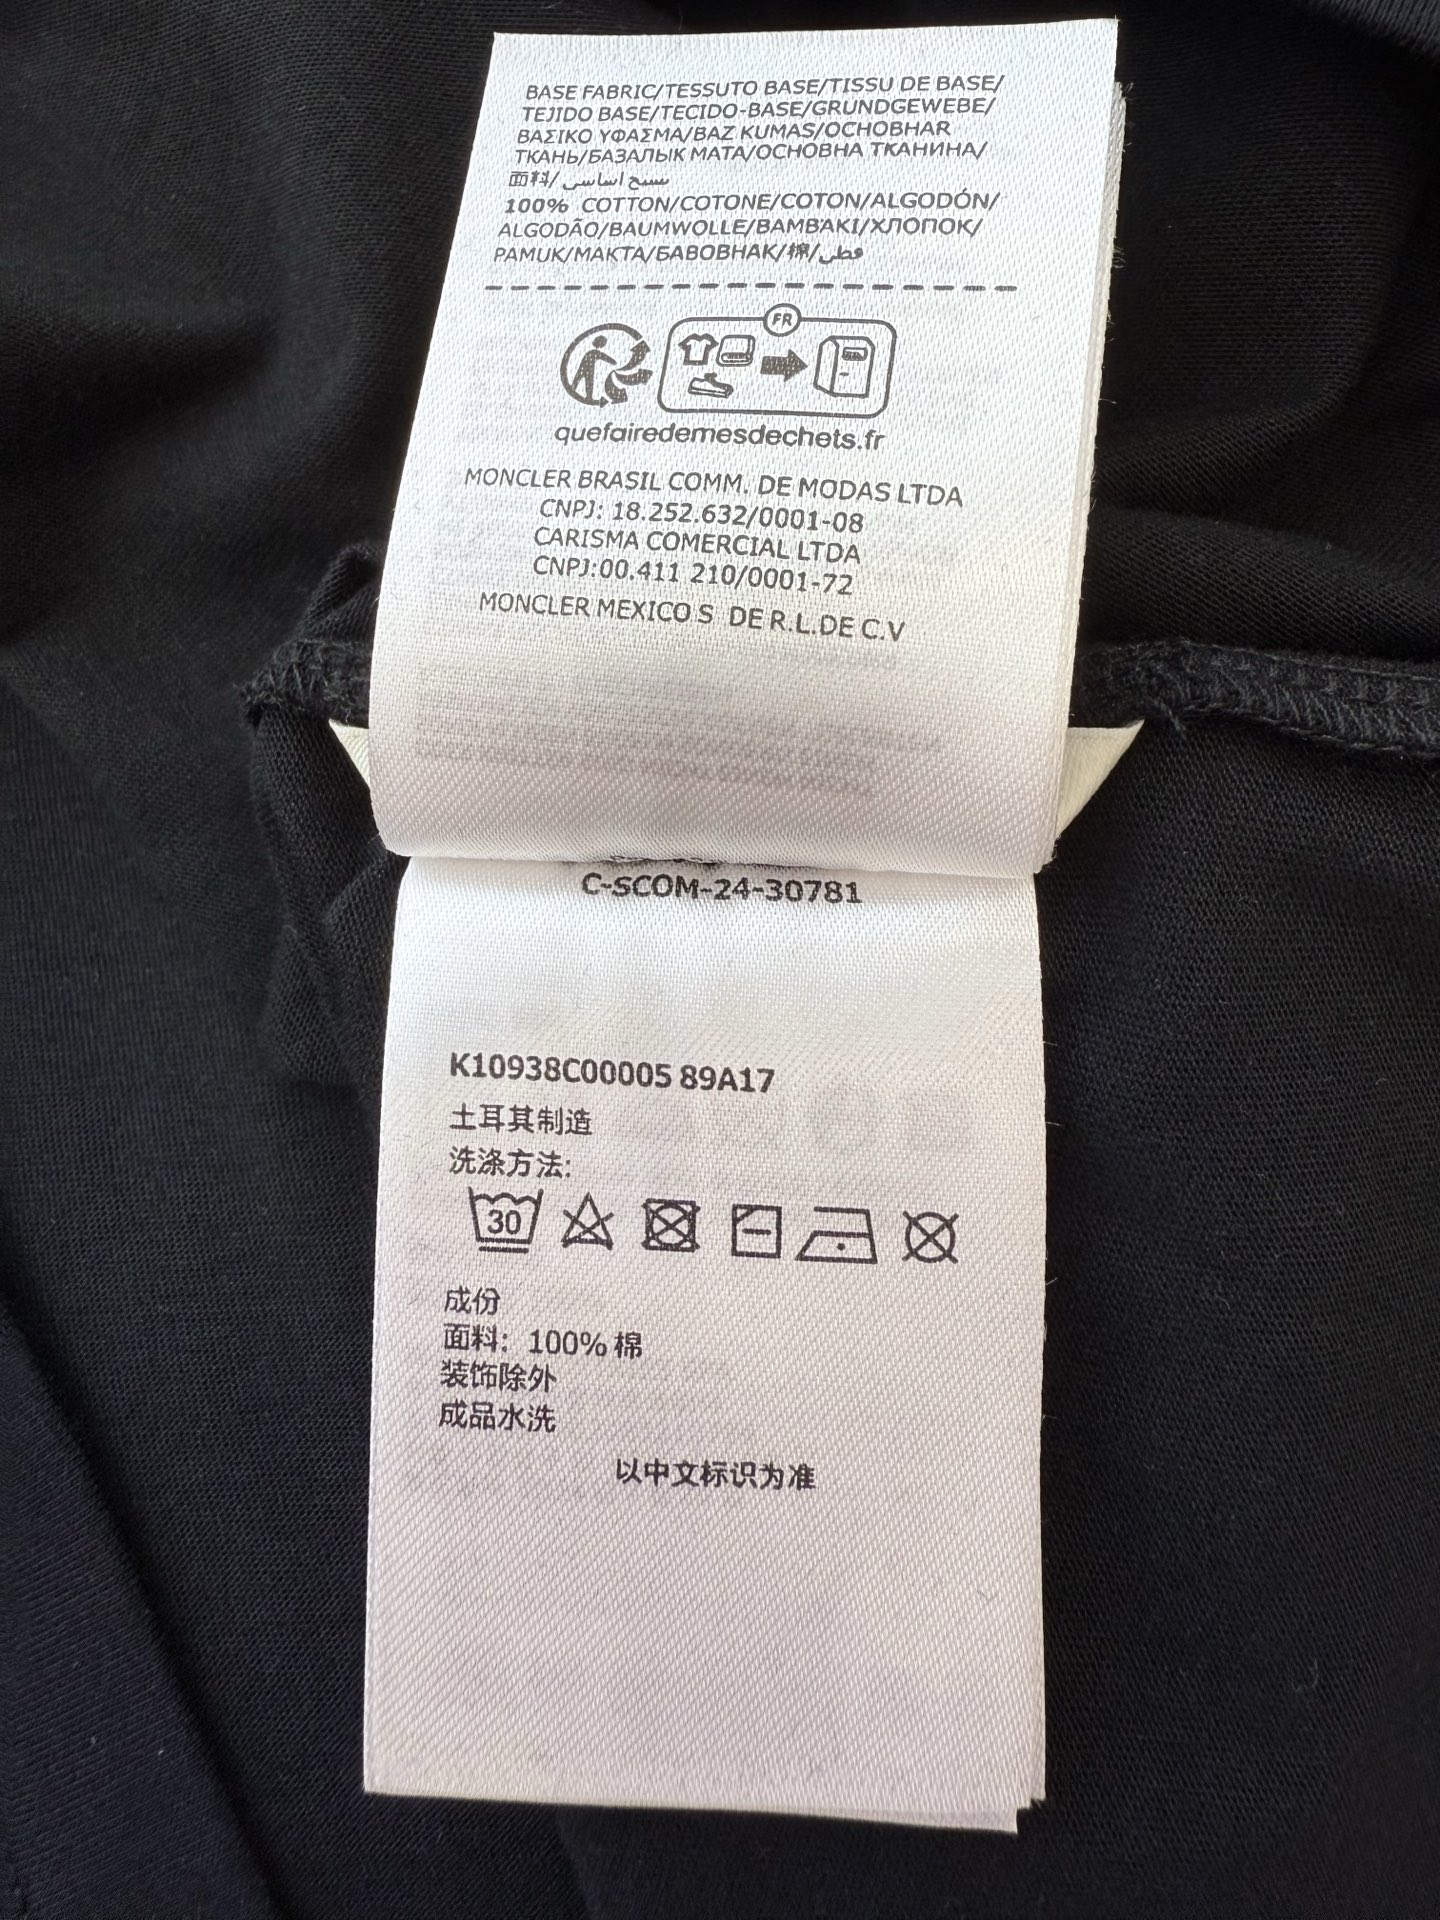 BASE FABRIC/TESSUTO BASE/TISSU DE BASE/
TEJIDO BASE/TECIDO-BASE/GRUNDGEWEBE/
ΒΑΣΙΚΟ ΥΦΑΣΜΑ/BAZ KUMAS/ОСНОВНАЯ
ТКАНЬ/БАЗАЛЫК МАТА/ОСНОВНА ТКАНИНА/
面料/نسيج اساسي
100% COTTON/COTONE/COTON/ALGODÓN/
ALGODÃO/BAUMWOLLE/ΒΑΜΒΑΚΙ/ХЛОПОК/
PAMUK/МАКТА/БАВОВНАК/棉/قطن
FR
quefairedemesdechets.fr
MONCLER BRASIL COMM. DE MODAS LTDA
CNPJ: 18.252.632/0001-08
CARISMA COMERCIAL LTDA
CNPJ:00.411 210/0001-72
MONCLER MEXICO S DE R.L.DE C.V
C-SCOM-24-30781
K10938C00005 89A17
土耳其制造
洗涤方法:
30
成份
面料：100% 棉
装饰除外
成品水洗
以中文标识为准